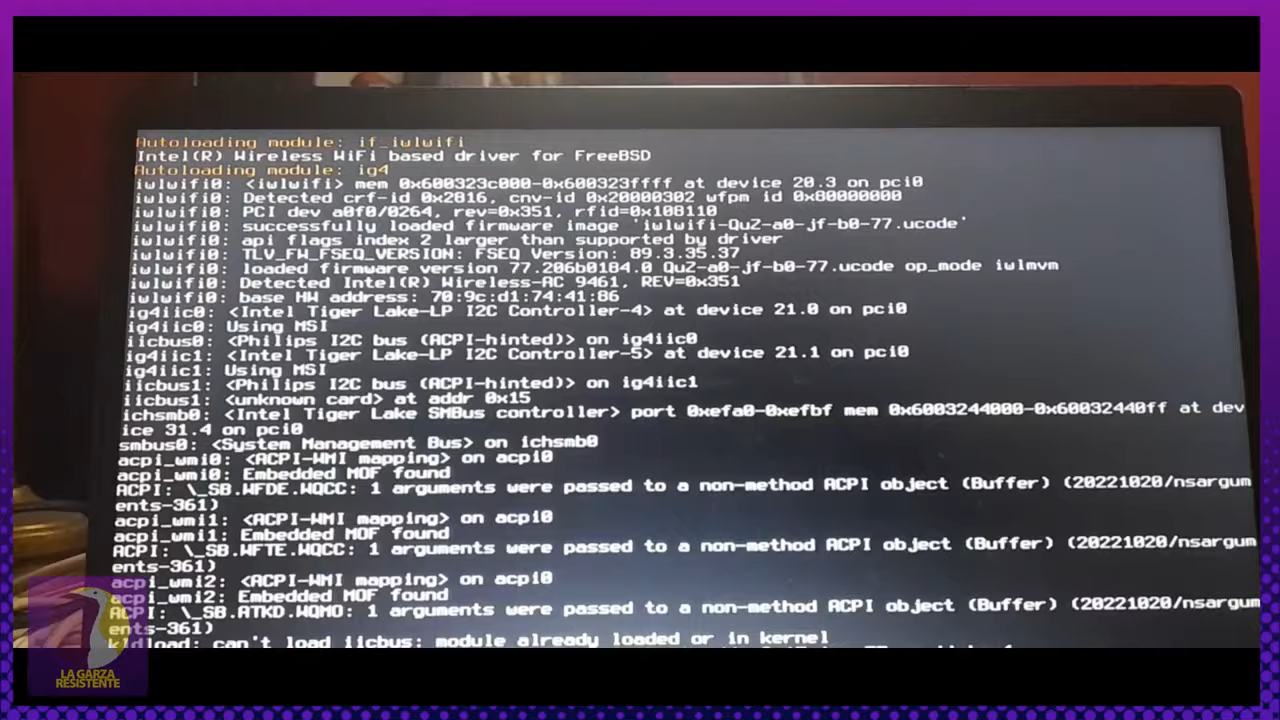 Autoloading module: if_iwlwifi
Intel(R) Wireless WiFi based driver for FreeBSD
Autoloading module: ig4
iwlwifi0: <iwlwifi> mem 0x600323c000-0x600323ffff at device 20.3 on pci0
iwlwifi0: Detected crf-id 0x2816, cnv-id 0x20000302 wfpm id 0x80000000
iwlwifi0: PCI dev a0f0/0264, rev=0x351, rfid=0x108110
iwlwifi0: successfully loaded firmware image 'iwlwifi-QuZ-a0-jf-b0-77.ucode'
iwlwifi0: api flags index 2 larger than supported by driver
iwlwifi0: TLV_FW_FSEQ_VERSION: FSEQ Version: 89.3.35.37
iwlwifi0: loaded firmware version 77.206b0184.0 QuZ-a0-jf-b0-77.ucode op_mode iwlmvm
iwlwifi0: Detected Intel(R) Wireless-AC 9461, REV=0x351
iwlwifi0: base HW address: 70:9c:d1:74:41:86
ig4iic0: <Intel Tiger Lake-LP I2C Controller-4> at device 21.0 on pci0
ig4iic0: Using MSI
iicbus0: <Philips I2C bus (ACPI-hinted)> on ig4iic0
ig4iic1: <Intel Tiger Lake-LP I2C Controller-5> at device 21.1 on pci0
ig4iic1: Using MSI
iicbus1: <Philips I2C bus (ACPI-hinted)> on ig4iic1
iicbus1: <unknown card> at addr 0x15
ichsmb0: <Intel Tiger Lake SMBus controller> port 0xefa0-0xefbf mem 0x6003244000-0x60032440ff at dev
ice 31.4 on pci0
smbus0: <System Management Bus> on ichsmb0
acpi_wmi0: <ACPI-WMI mapping> on acpi0
acpi_wmi0: Embedded MOF found
ACPI: \_SB.WFDE.WQCC: 1 arguments were passed to a non-method ACPI object (Buffer) (20221020/nsargum
ents-361)
acpi_wmi1: <ACPI-WMI mapping> on acpi0
acpi_wmi1: Embedded MOF found
ACPI: \_SB.WFTE.WQCC: 1 arguments were passed to a non-method ACPI object (Buffer) (20221020/nsargum
ents-361)
acpi_wmi2: <ACPI-WMI mapping> on acpi0
acpi_wmi2: Embedded MOF found
ACPI: \_SB.ATKD.WQMO: 1 arguments were passed to a non-method ACPI object (Buffer) (20221020/nsargum
ents-361)
kldload: can't load iicbus: module already loaded or in kernel
LA GARZA
RESISTENTE